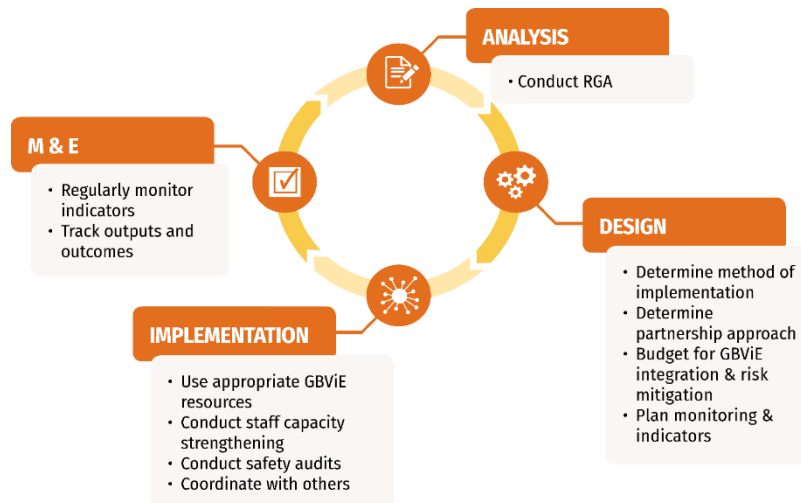 ANALYSIS
• Conduct RGA
DESIGN
• Determine method of
implementation
• Determine
partnership approach
• Budget for GBViE
integration & risk
mitigation
• Plan monitoring &
indicators
IMPLEMENTATION
• Use appropriate GBViE
resources
• Conduct staff capacity
strengthening
• Conduct safety audits
• Coordinate with others
M & E
• Regularly monitor
indicators
• Track outputs and
outcomes